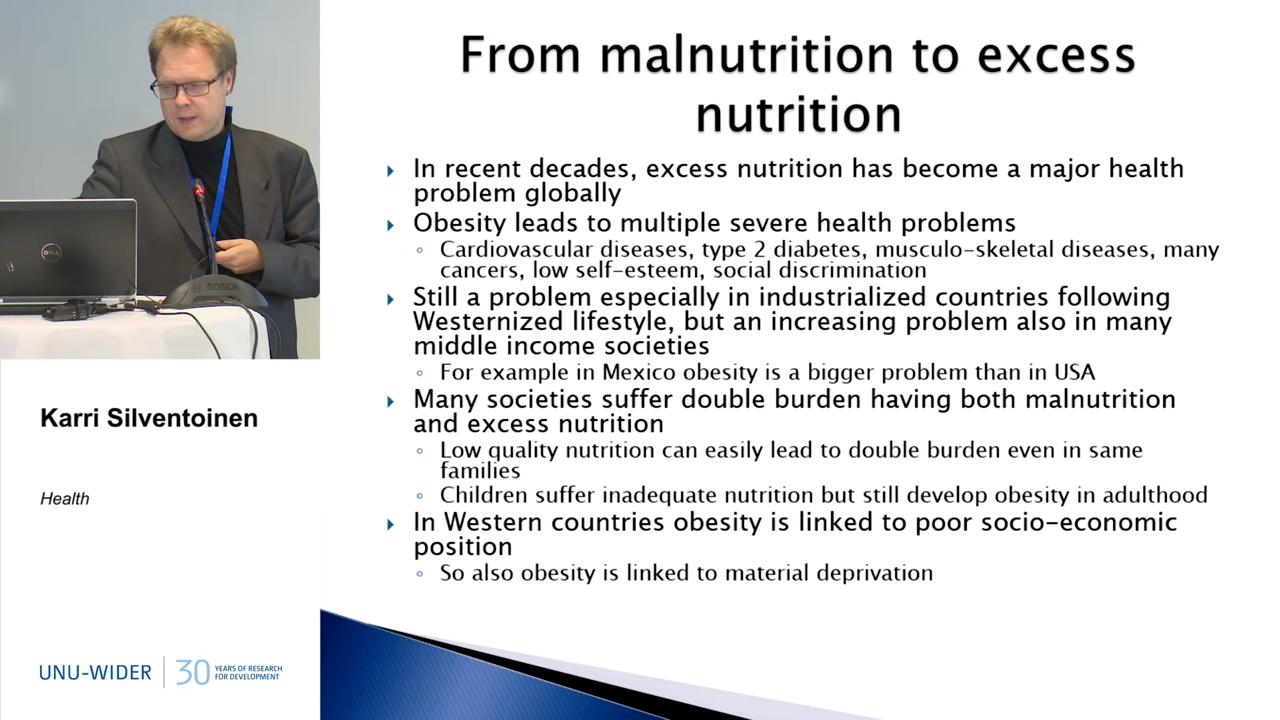 From malnutrition to excess
nutrition
In recent decades, excess nutrition has become a major health
problem globally
Obesity leads to multiple severe health problems
Cardiovascular diseases, type 2 diabetes, musculo-skeletal diseases, many
cancers, low self-esteem, social discrimination
Still a problem especially in industrialized countries following
Westernized lifestyle, but an increasing problem also in many
middle income societies
For example in Mexico obesity is a bigger problem than in USA
Many societies suffer double burden having both malnutrition
and excess nutrition
Low quality nutrition can easily lead to double burden even in same
families
Children suffer inadequate nutrition but still develop obesity in adulthood
In Western countries obesity is linked to poor socio-economic
position
So also obesity is linked to material deprivation
DELL
BOSCH
Karri Silventoinen
Health
UNU-WIDER
30
YEARS OF RESEARCH
FOR DEVELOPMENT